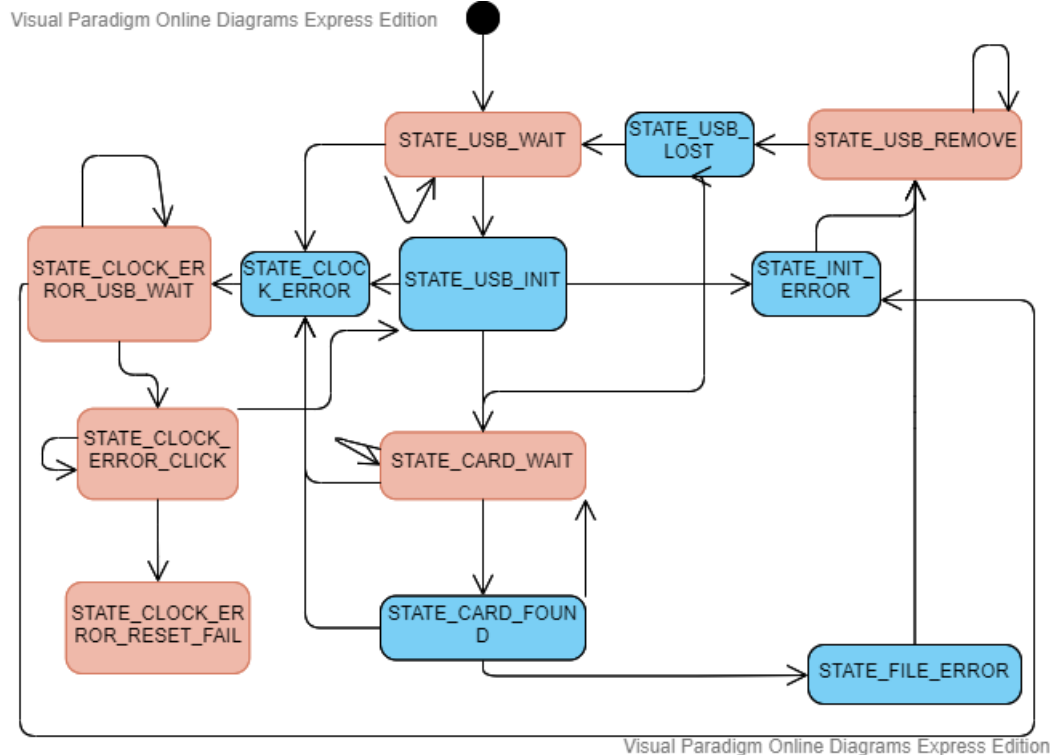 Visual Paradigm Online Diagrams Express Edition
STATE_USB_WAIT
STATE_USB_
LOST
STATE_USB_REMOVE
STATE_CLOCK_ER
ROR_USB_WAIT
STATE_CLOC
K_ERROR
STATE_USB_INIT
STATE_INIT_
ERROR
STATE_CLOCK_
ERROR_CLICK
STATE_CARD_WAIT
STATE_CLOCK_ER
ROR_RESET_FAIL
STATE_CARD_FOUN
D
STATE_FILE_ERROR
Visual Paradigm Online Diagrams Express Edition